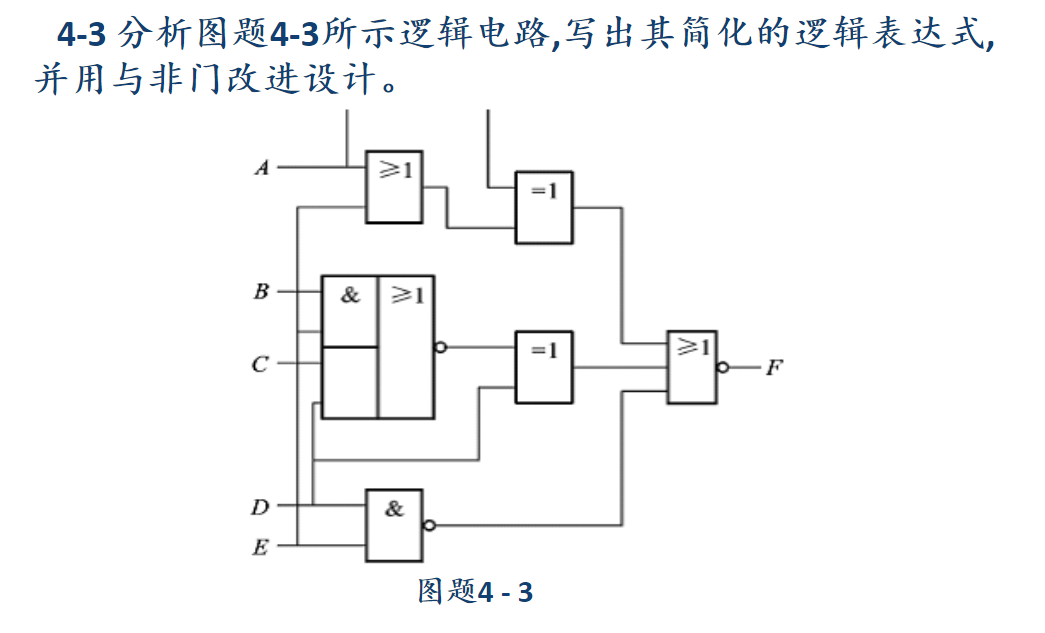 4-3 分析图题4-3所示逻辑电路,写出其简化的逻辑表达式,
并用与非门改进设计。
A
≥1
=1
B
&
≥1
C
=1
≥1
F
D
&
E
图题4 - 3